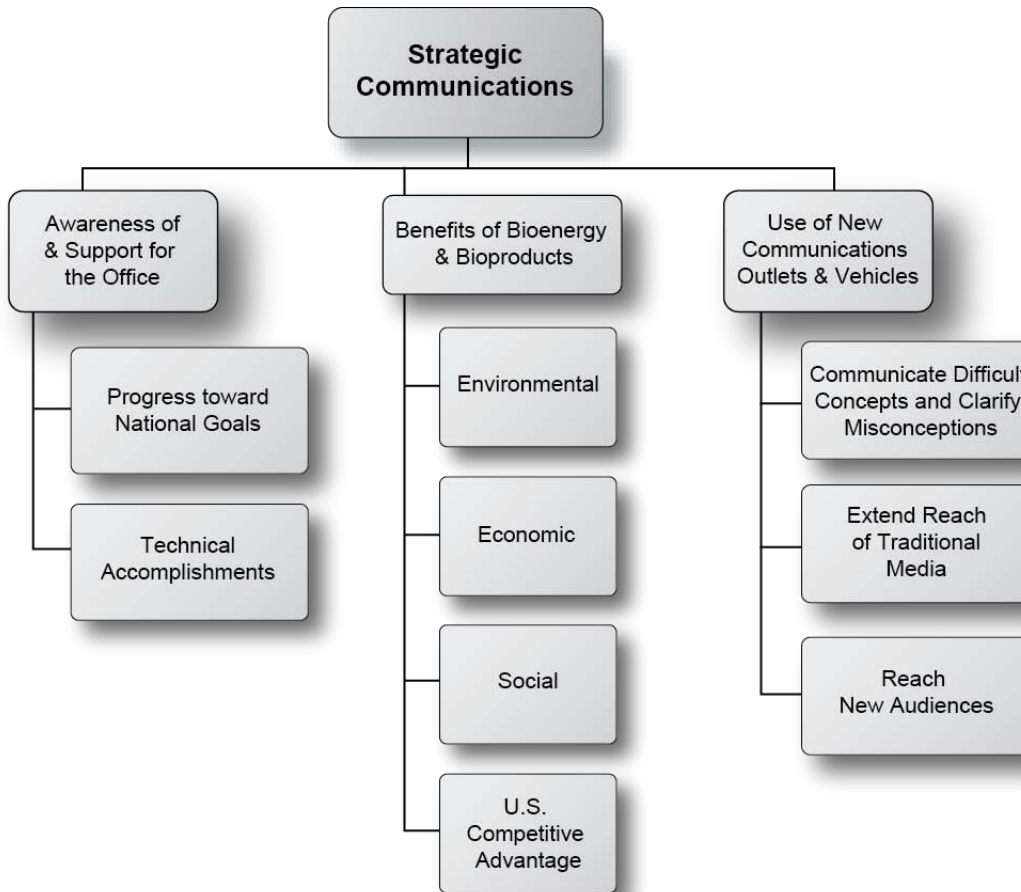 Strategic
Communications
Awareness of
& Support for
the Office
Progress toward
National Goals
Technical
Accomplishments
Benefits of Bioenergy
& Bioproducts
Environmental
Economic
Social
U.S.
Competitive
Advantage
Use of New
Communications
Outlets & Vehicles
Communicate Difficult
Concepts and Clarify
Misconceptions
Extend Reach
of Traditional
Media
Reach
New Audiences